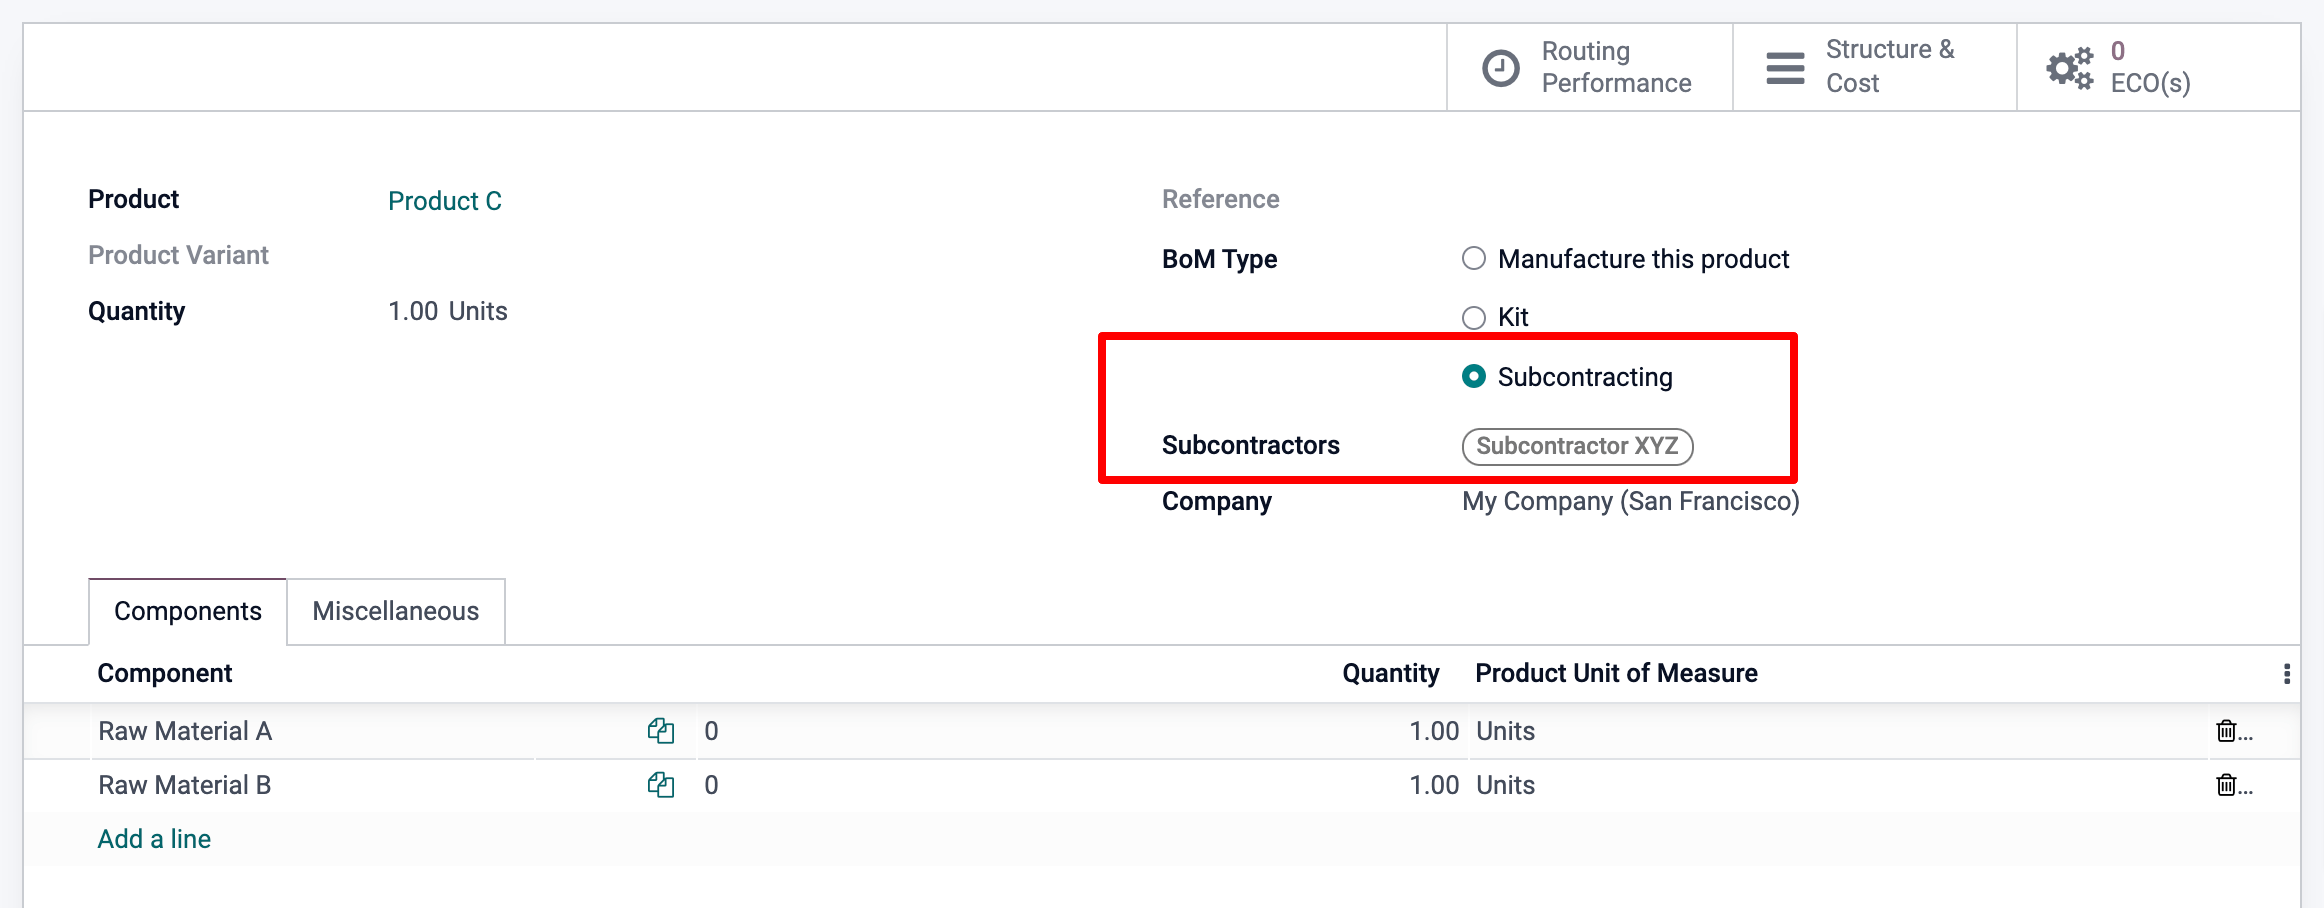 Routing
Performance
Structure &
Cost
0
ECO(s)
Product Product C
Product Variant
Quantity 1.00 Units
Reference
BoM Type Manufacture this product
Kit
Subcontracting
Subcontractors Subcontractor XYZ
Company My Company (San Francisco)
Components Miscellaneous
Component Quantity Product Unit of Measure
Raw Material A 0 1.00 Units ...
Raw Material B 0 1.00 Units ...
Add a line